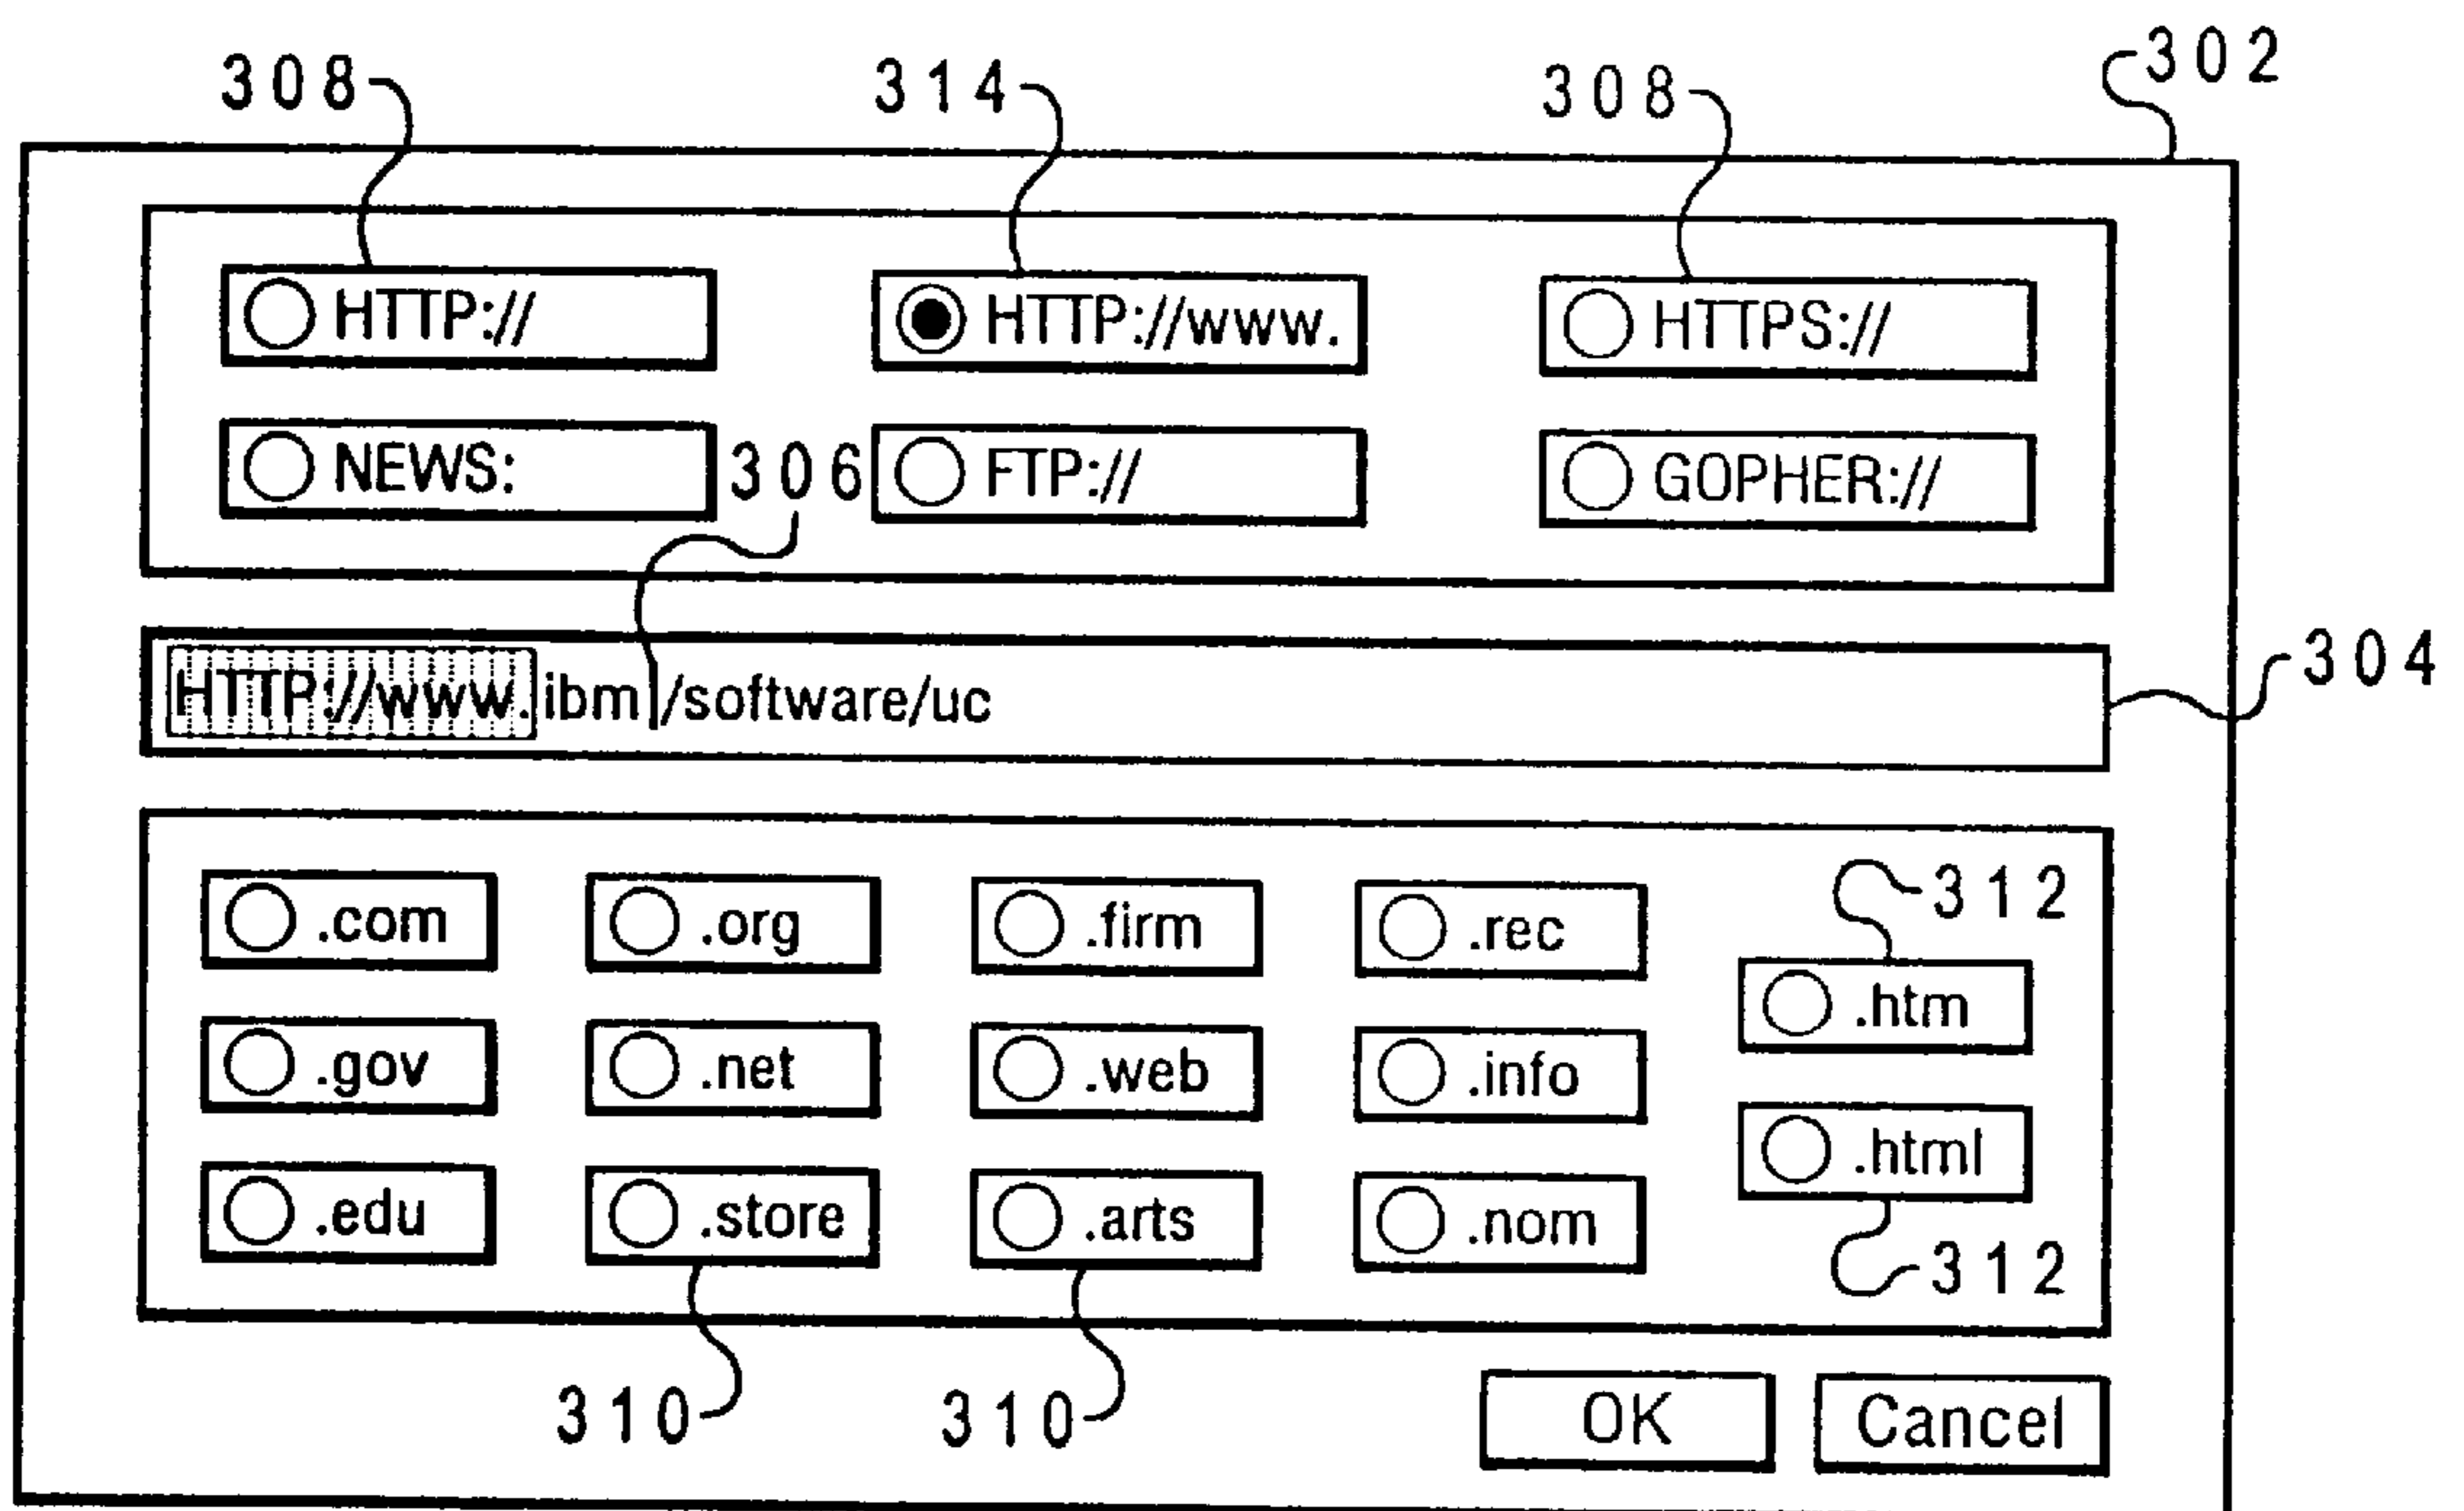 302
308 314 308
HTTP:// HTTP://www. HTTPS://
NEWS: 306 FTP:// GOPHER://
HTTP://www.ibm /software/uc
304
312
.com .org .firm .rec
.htm
.gov .net .web .info
.html
.edu .store .arts .nom
312
310 310
OK Cancel